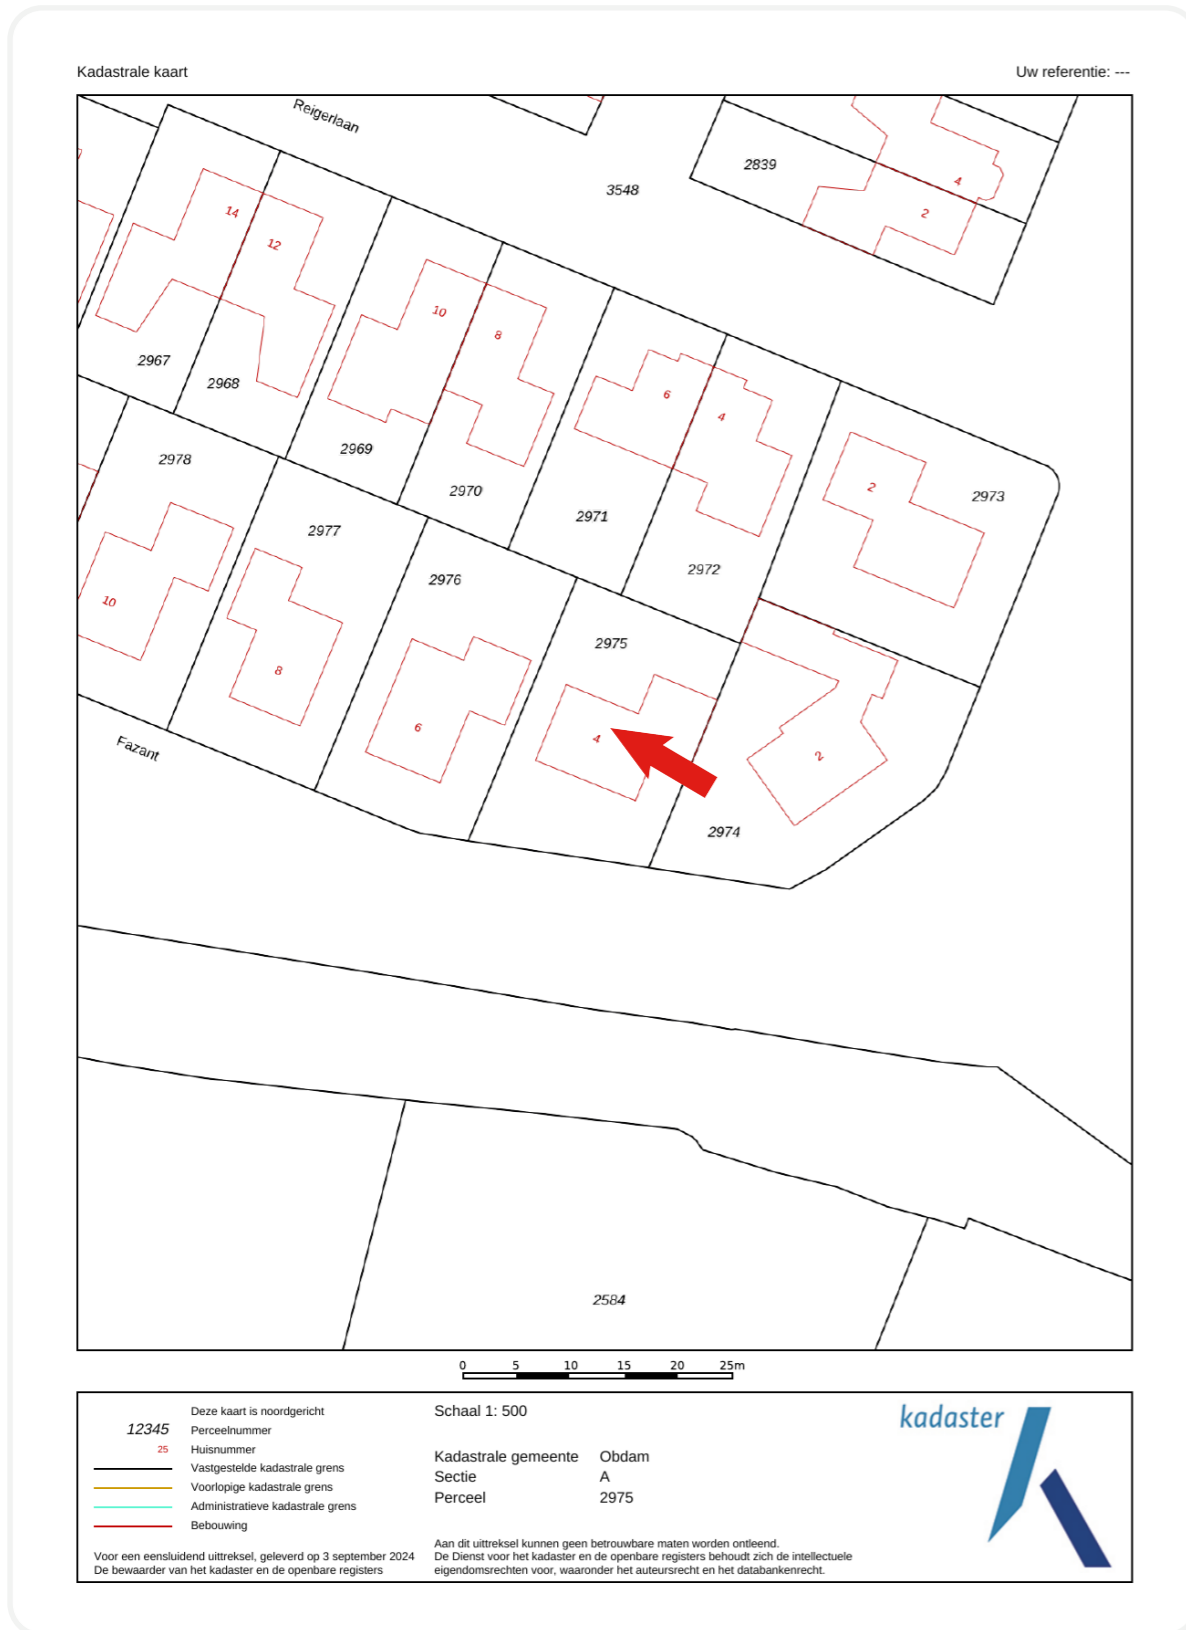 Kadastrale kaart
Uw referentie: ---
Reigerlaan
3548
2839
4
2
14
12
10
8
6
4
2
2967
2968
2969
2970
2971
2972
2973
2978
2977
2976
2975
2974
10
8
6
4
2
Fazant
2584
0 5 10 15 20 25m
Deze kaart is noordgericht
12345 Perceelnummer
25 Huisnummer
Vastgestelde kadastrale grens
Voorlopige kadastrale grens
Administratieve kadastrale grens
Bebouwing
Voor een eensluidend uittreksel, geleverd op 3 september 2024
De bewaarder van het kadaster en de openbare registers
Schaal 1: 500
Kadastrale gemeente Obdam
Sectie A
Perceel 2975
Aan dit uittreksel kunnen geen betrouwbare maten worden ontleend.
De Dienst voor het kadaster en de openbare registers behoudt zich de intellectuele
eigendomsrechten voor, waaronder het auteursrecht en het databankenrecht.
kadaster